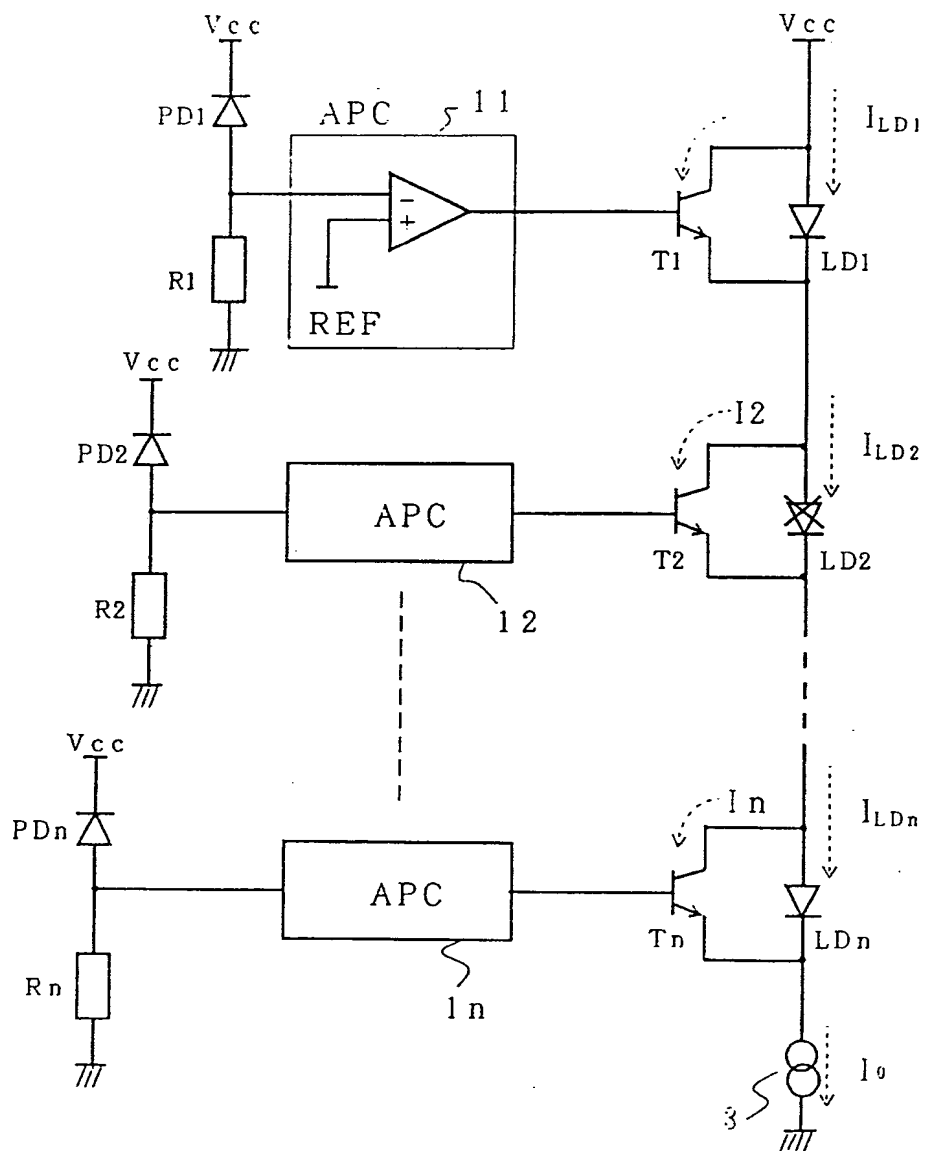 Vcc
Vcc
PD1
APC
11
ILD1
−
+
R1
REF
T1
LD1
Vcc
PD2
I2
ILD2
APC
R2
T2
LD2
12
Vcc
PDn
In
ILDn
APC
Rn
Tn
LDn
1n
I0